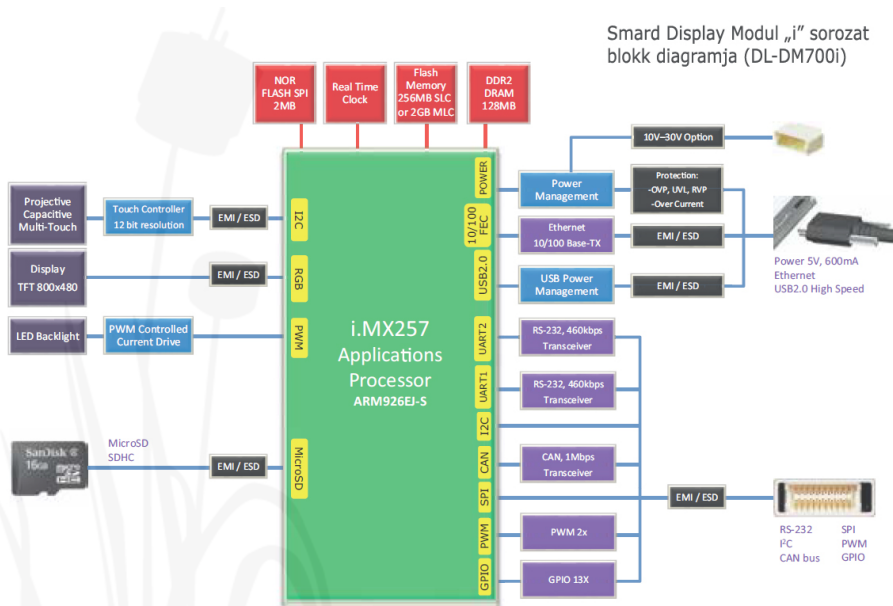 Smard Display Modul „i” sorozat
blokk diagramja (DL-DM700i)
NOR
FLASH SPI
2MB
Real Time
Clock
Flash
Memory
256MB SLC
or 2GB MLC
DDR2
DRAM
128MB
Projective
Capacitive
Multi-Touch
Touch Controller
12 bit resolution
EMI / ESD
I2C
Display
TFT 800x480
EMI / ESD
RGB
LED Backlight
PWM Controlled
Current Drive
PWM
SanDisk
16GB
MicroSD
SDHC
EMI / ESD
MicroSD
i.MX257
Applications
Processor
ARM926EJ-S
POWER
Power
Management
10V–30V Option
Protection:
-OVP, UVL, RVP
-Over Current
10/100
FEC
Ethernet
10/100 Base-TX
EMI / ESD
USB2.0
USB Power
Management
EMI / ESD
Power 5V, 600mA
Ethernet
USB2.0 High Speed
UART2
RS-232, 460kbps
Transceiver
UART1
RS-232, 460kbps
Transceiver
I2C
CAN
CAN, 1Mbps
Transceiver
SPI
PWM
PWM 2x
GPIO
GPIO 13X
EMI / ESD
RS-232
I²C
CAN bus
SPI
PWM
GPIO